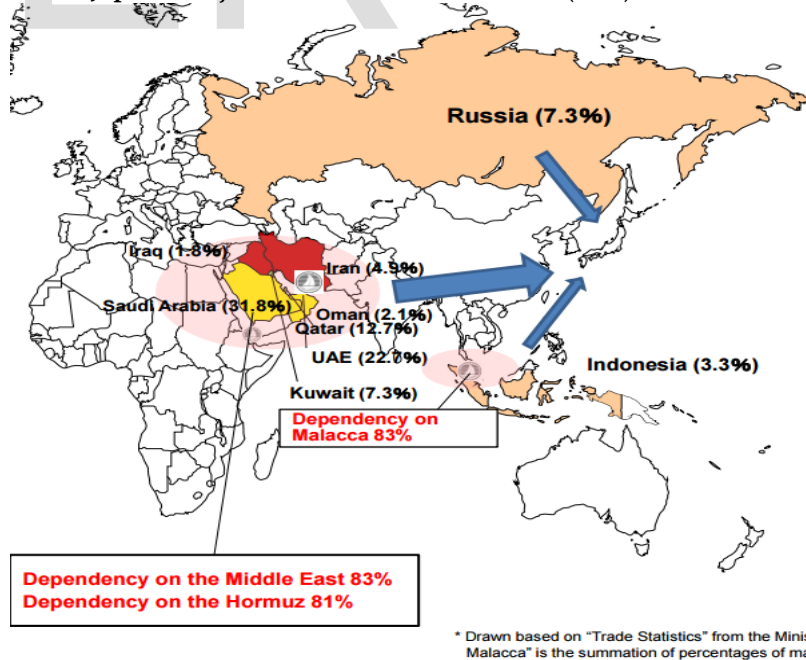 Russia (7.3%)
Iraq (1.8%)
Iran (4.9%)
Saudi Arabia (31.8%)
Oman (2.1%)
Qatar (12.7%)
UAE (22.7%)
Kuwait (7.3%)
Indonesia (3.3%)
Dependency on
Malacca 83%
Dependency on the Middle East 83%
Dependency on the Hormuz 81%
* Drawn based on “Trade Statistics” from the
Malacca” is the summation of percentages of